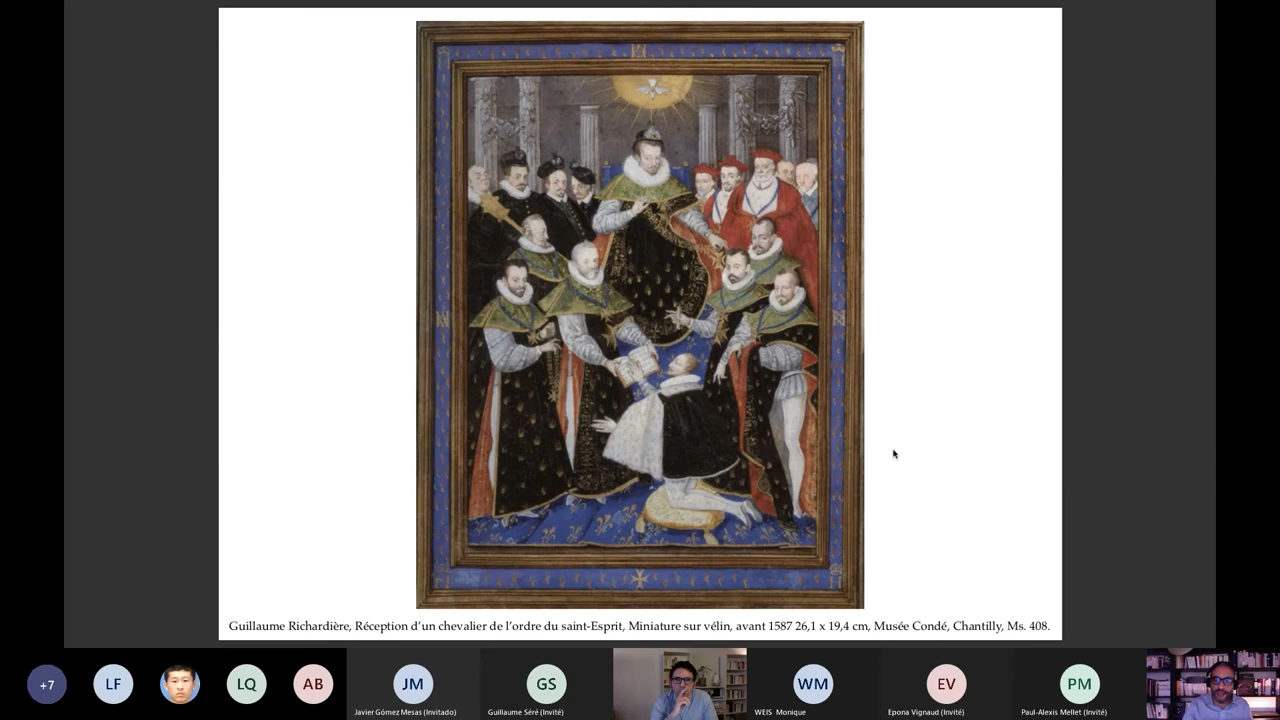 Guillaume Richardière, Réception d'un chevalier de l'ordre du saint-Esprit, Miniature sur vélin, avant 1587 26,1 x 19,4 cm, Musée Condé, Chantilly, Ms. 408.
+7
LF
LQ
AB
JM
GS
WM
EV
PM
Javier Gómez Mesas (Invitado)
Guillaume Séré (Invité)
WEIS Monique
Epona Vignaud (Invité)
Paul-Alexis Mellet (Invité)